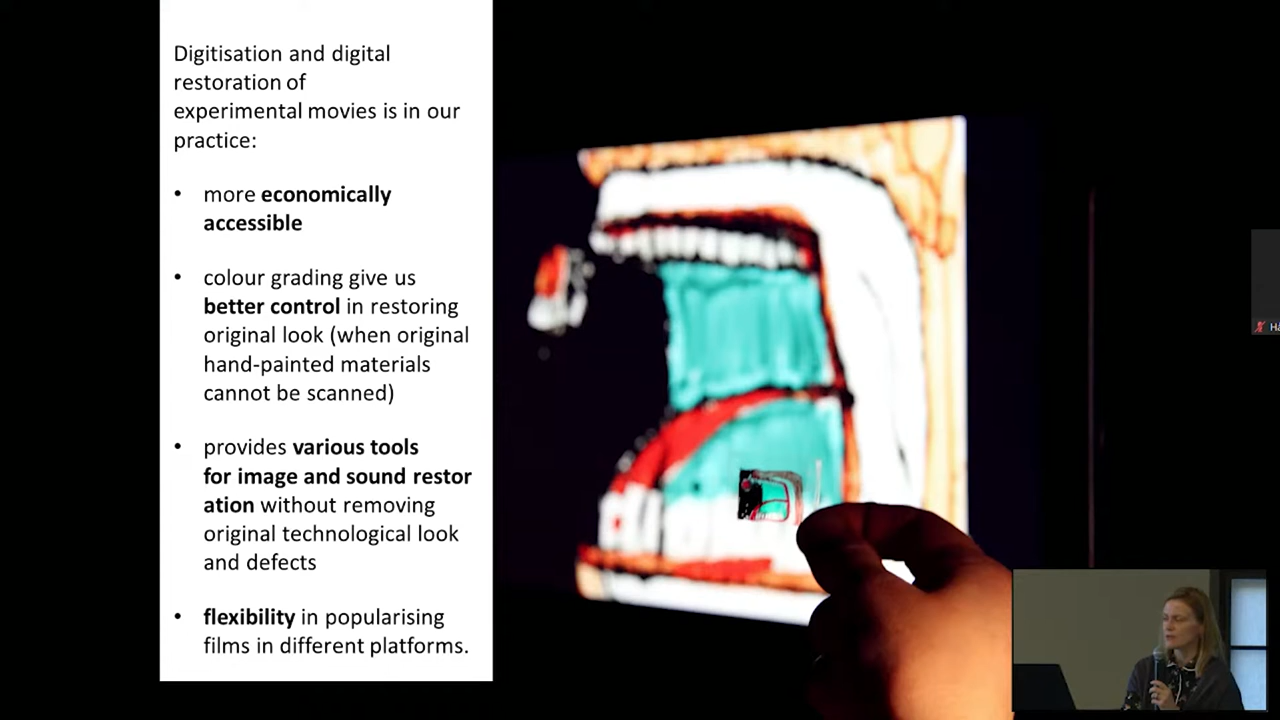 Digitisation and digital
restoration of
experimental movies is in our
practice:
• more economically
accessible
• colour grading give us
better control in restoring
original look (when original
hand-painted materials
cannot be scanned)
• provides various tools
for image and sound restor
ation without removing
original technological look
and defects
• flexibility in popularising
films in different platforms.
Ha